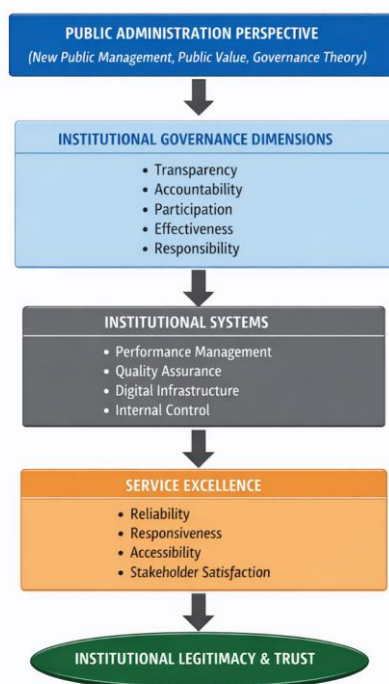 PUBLIC ADMINISTRATION PERSPECTIVE
(New Public Management, Public Value, Governance Theory)
INSTITUTIONAL GOVERNANCE DIMENSIONS
• Transparency
• Accountability
• Participation
• Effectiveness
• Responsibility
INSTITUTIONAL SYSTEMS
• Performance Management
• Quality Assurance
• Digital Infrastructure
• Internal Control
SERVICE EXCELLENCE
• Reliability
• Responsiveness
• Accessibility
• Stakeholder Satisfaction
INSTITUTIONAL LEGITIMACY & TRUST